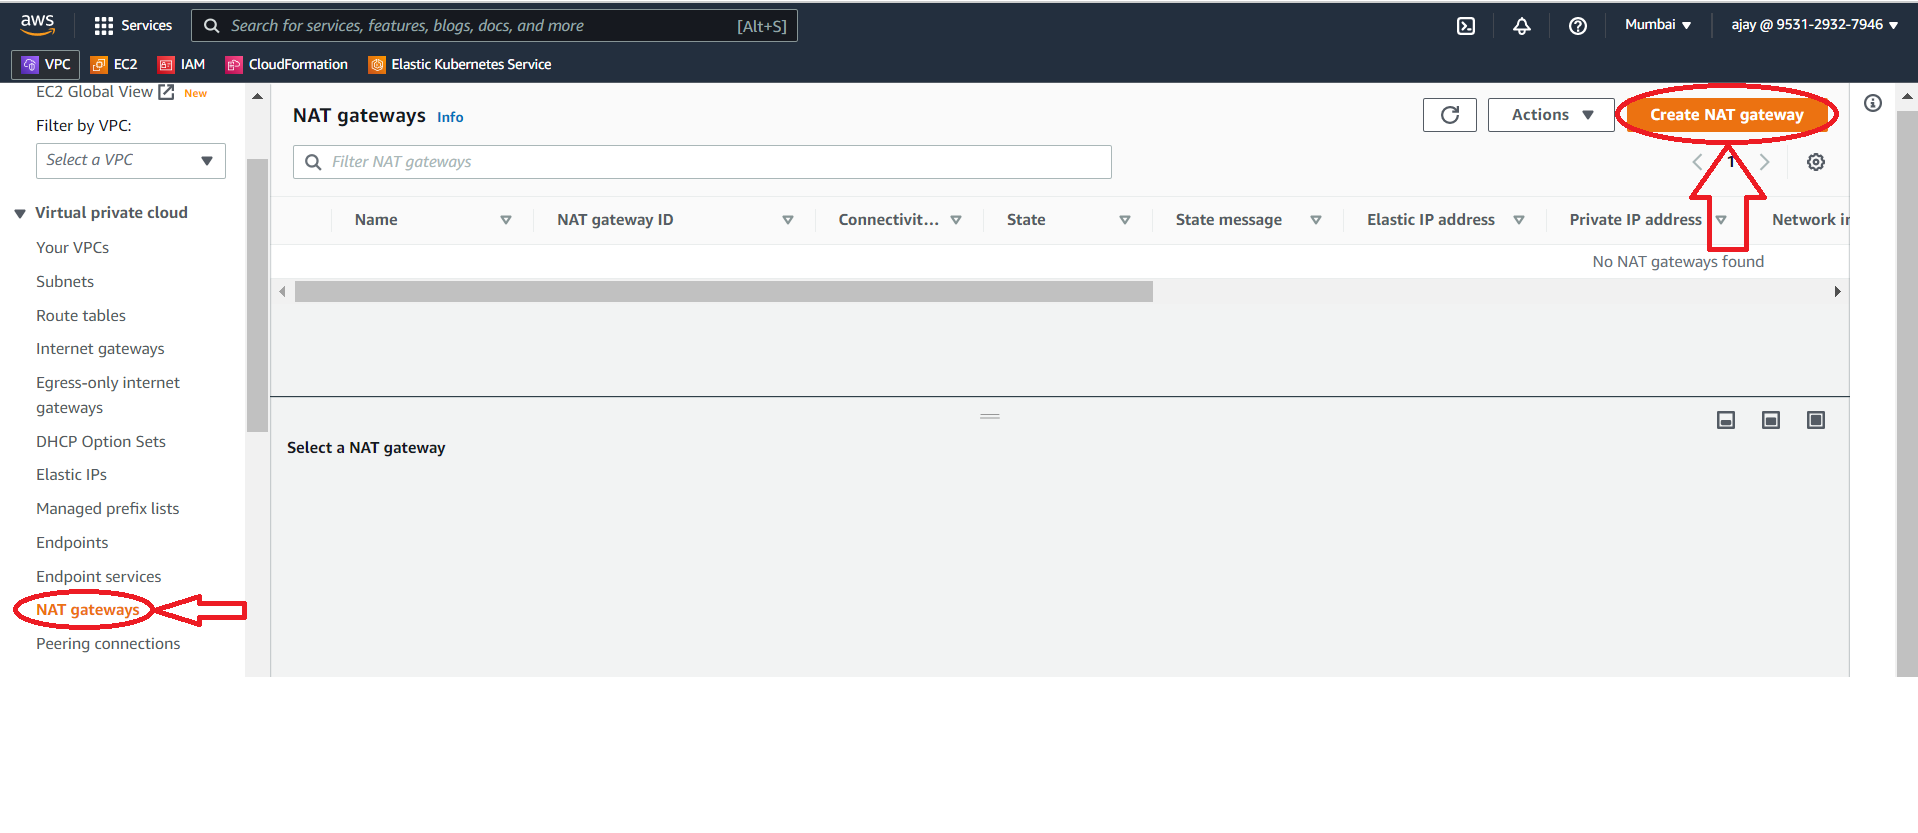 aws
Services
Search for services, features, blogs, docs, and more
[Alt+S]
Mumbai
ajay @ 9531-2932-7946
VPC
EC2
IAM
CloudFormation
Elastic Kubernetes Service
EC2 Global View
New
Filter by VPC:
Select a VPC
Virtual private cloud
Your VPCs
Subnets
Route tables
Internet gateways
Egress-only internet
gateways
DHCP Option Sets
Elastic IPs
Managed prefix lists
Endpoints
Endpoint services
NAT gateways
Peering connections
NAT gateways
Info
Actions
Create NAT gateway
Filter NAT gateways
1
Name
NAT gateway ID
Connectivit...
State
State message
Elastic IP address
Private IP address
Network in
No NAT gateways found
Select a NAT gateway